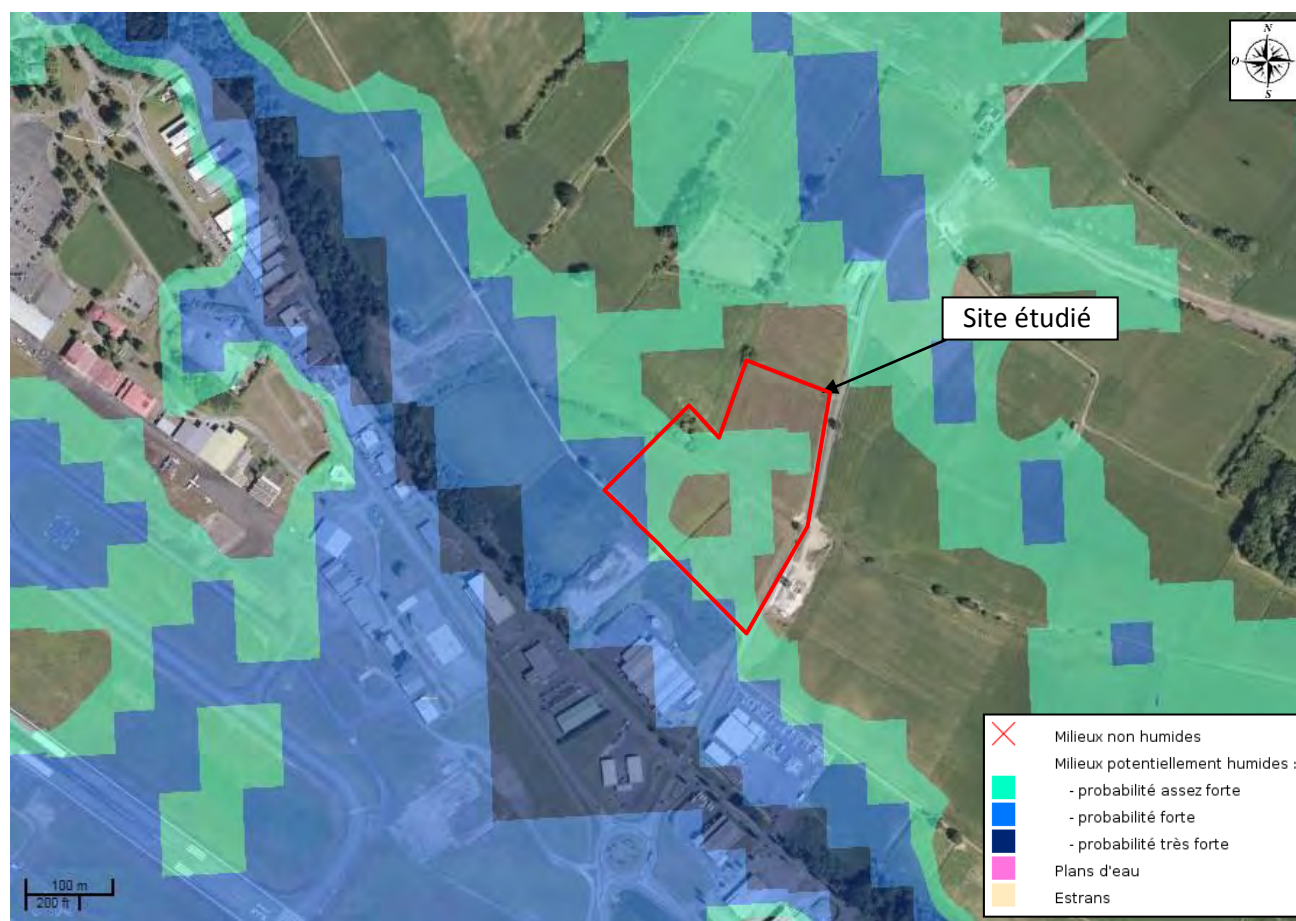 N
O
S
Site étudié
Milieux non humides
Milieux potentiellement humides :
- probabilité assez forte
- probabilité forte
- probabilité très forte
Plans d'eau
Estrans
100 m
200 ft